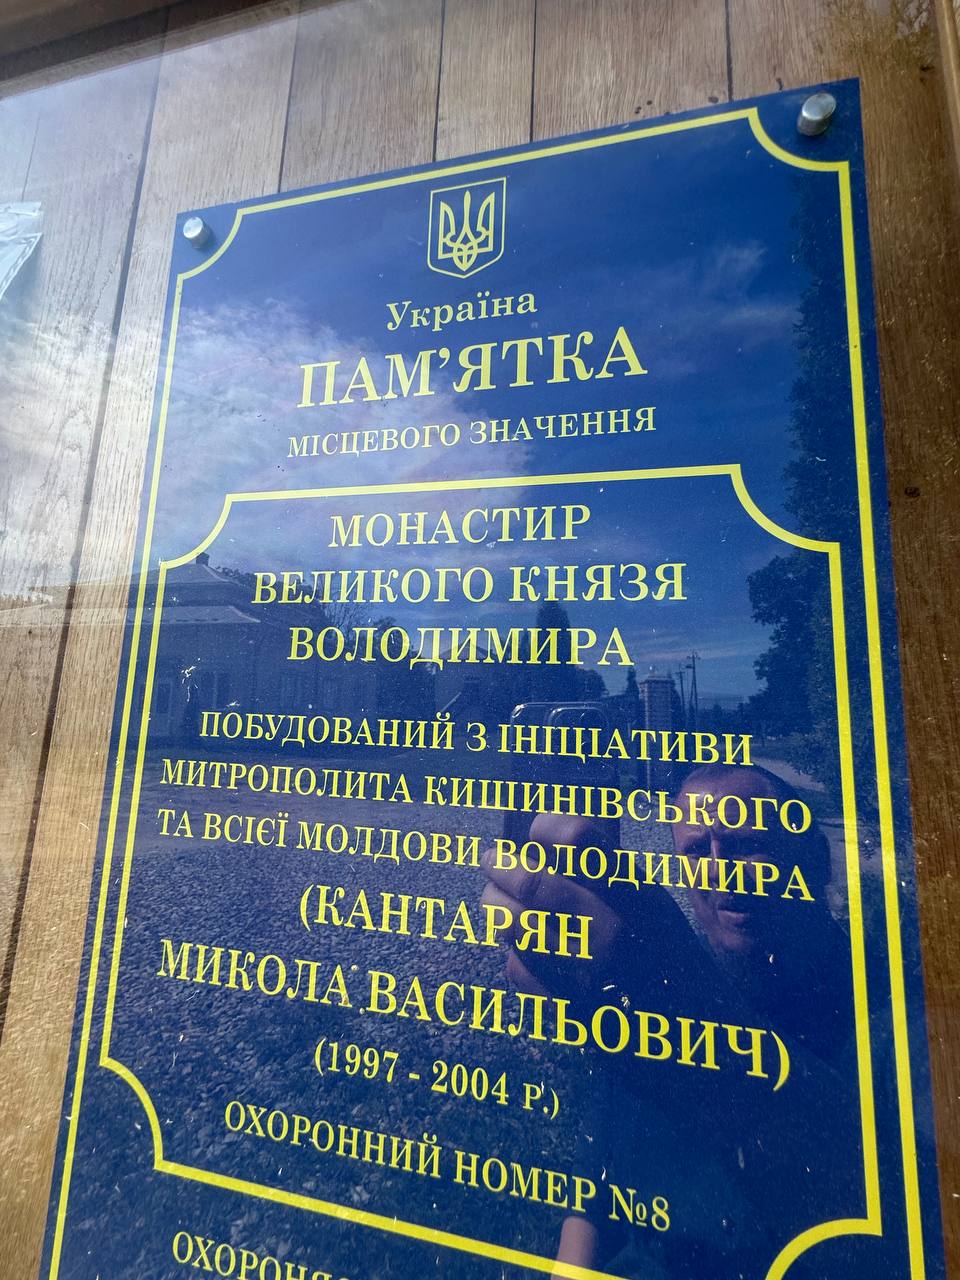 Україна
ПАМ’ЯТКА
МІСЦЕВОГО ЗНАЧЕННЯ
МОНАСТИР
ВЕЛИКОГО КНЯЗЯ
ВОЛОДИМИРА
ПОБУДОВАНИЙ З ІНІЦІАТИВИ
МИТРОПОЛИТА КИШИНІВСЬКОГО
ТА ВСІЄЇ МОЛДОВИ ВОЛОДИМИРА
(КАНТАРЯН
МИКОЛА ВАСИЛЬОВИЧ)
(1997 - 2004 Р.)
ОХОРОННИЙ НОМЕР №8